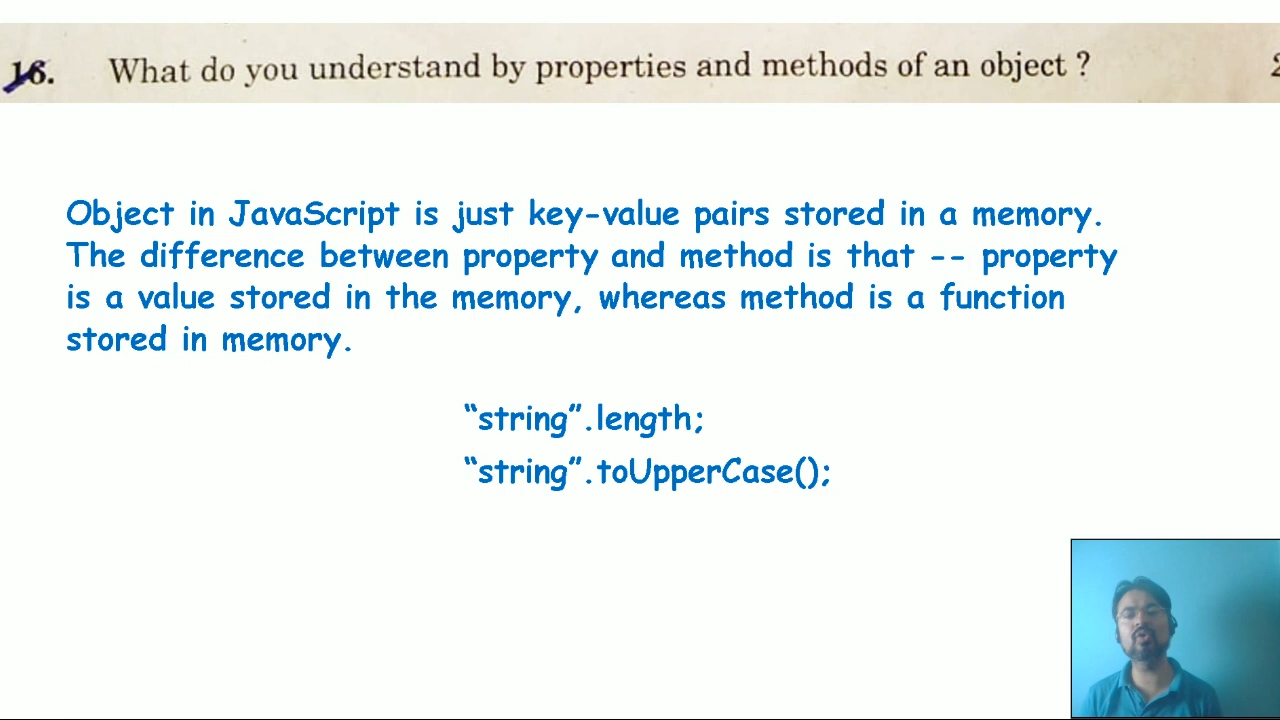 16. What do you understand by properties and methods of an object ?
Object in JavaScript is just key-value pairs stored in a memory.
The difference between property and method is that -- property
is a value stored in the memory, whereas method is a function
stored in memory.
“string”.length;
“string”.toUpperCase();